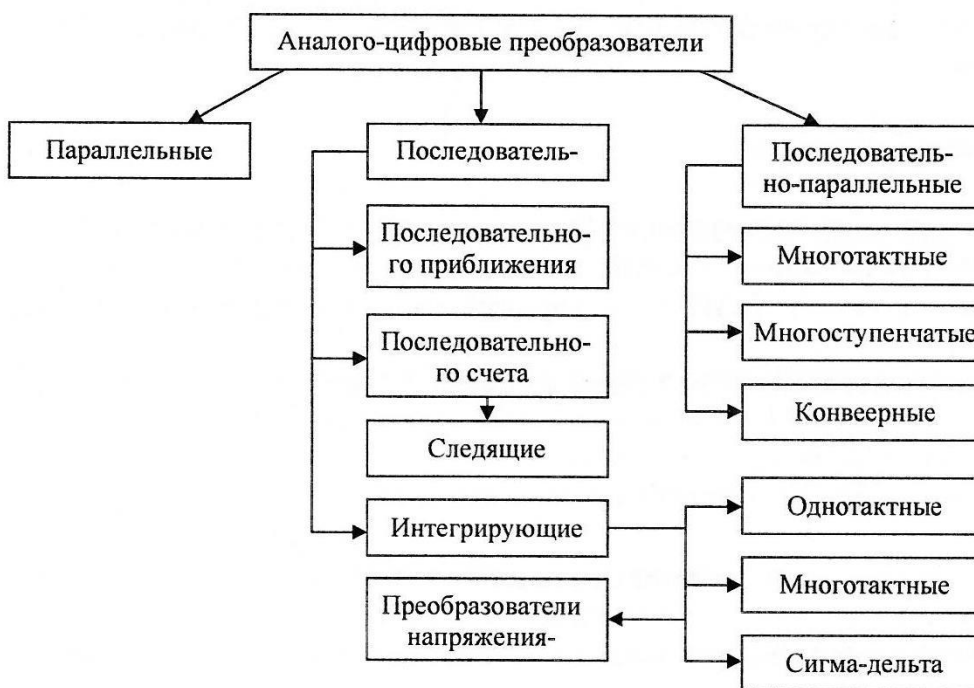 Аналого-цифровые преобразователи
Параллельные
Последователь-
Последовательно-
го приближения
Последовательно-
го счета
Следящие
Интегрирующие
Преобразователи
напряжения-
Последователь-
но-параллельные
Многотактные
Многоступенчатые
Конвеерные
Однотактные
Многотактные
Сигма-дельта